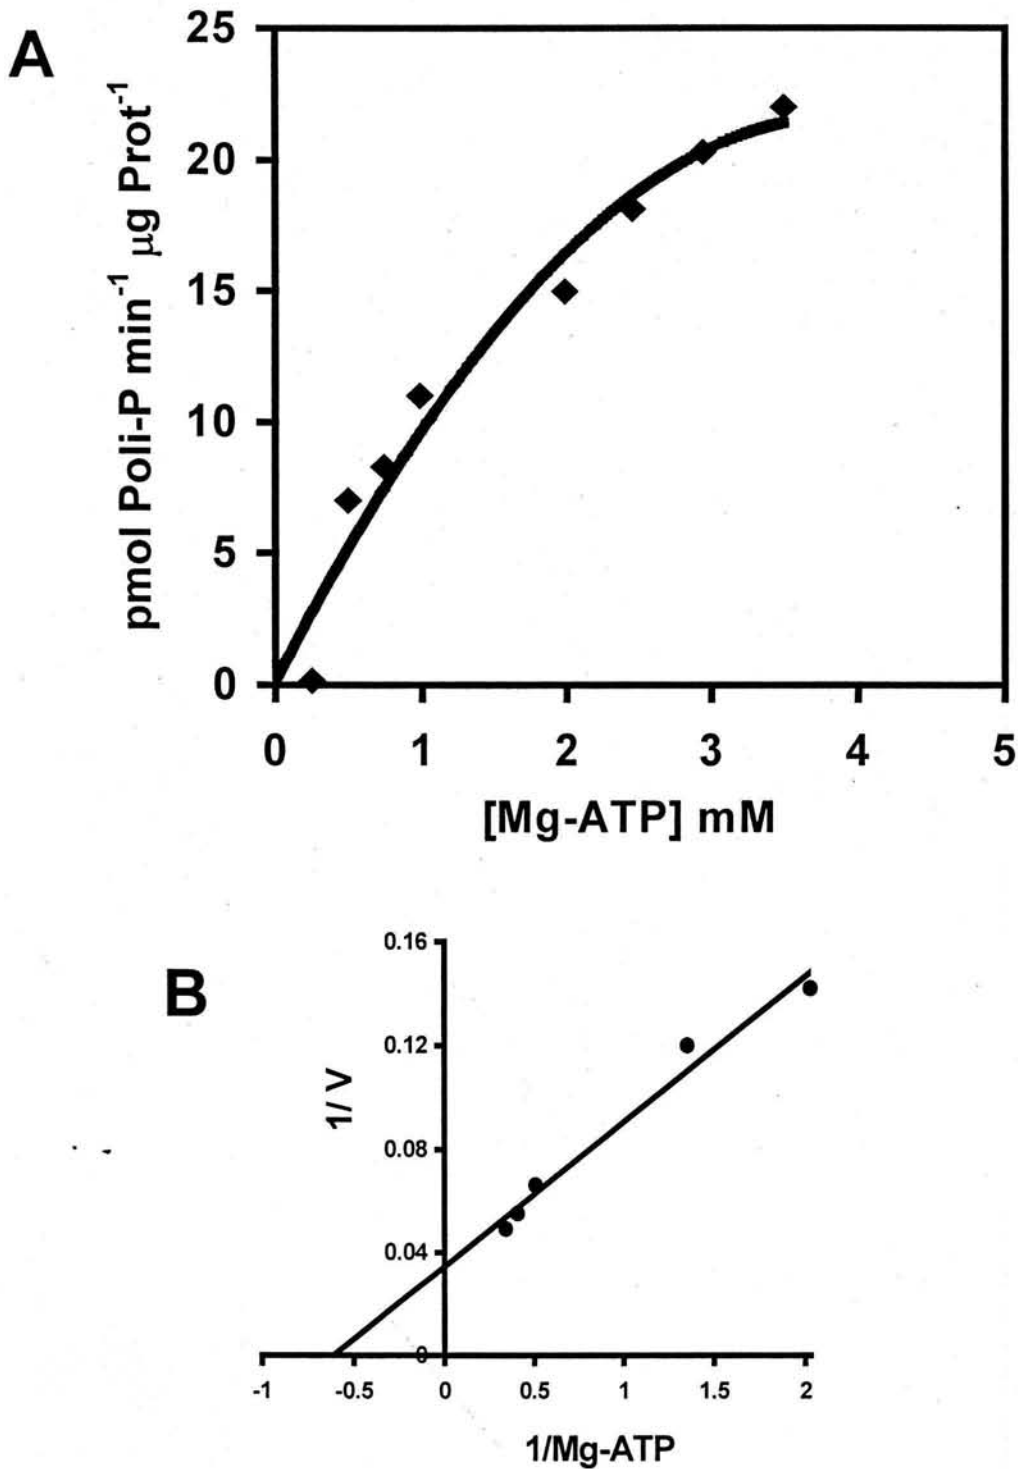 A
pmol Poli-P min⁻¹ µg Prot⁻¹
25
20
15
10
5
0
0 1 2 3 4 5
[Mg-ATP] mM
B
1/ V
0.16
0.12
0.08
0.04
0
-1 -0.5 0 0.5 1 1.5 2
1/Mg-ATP